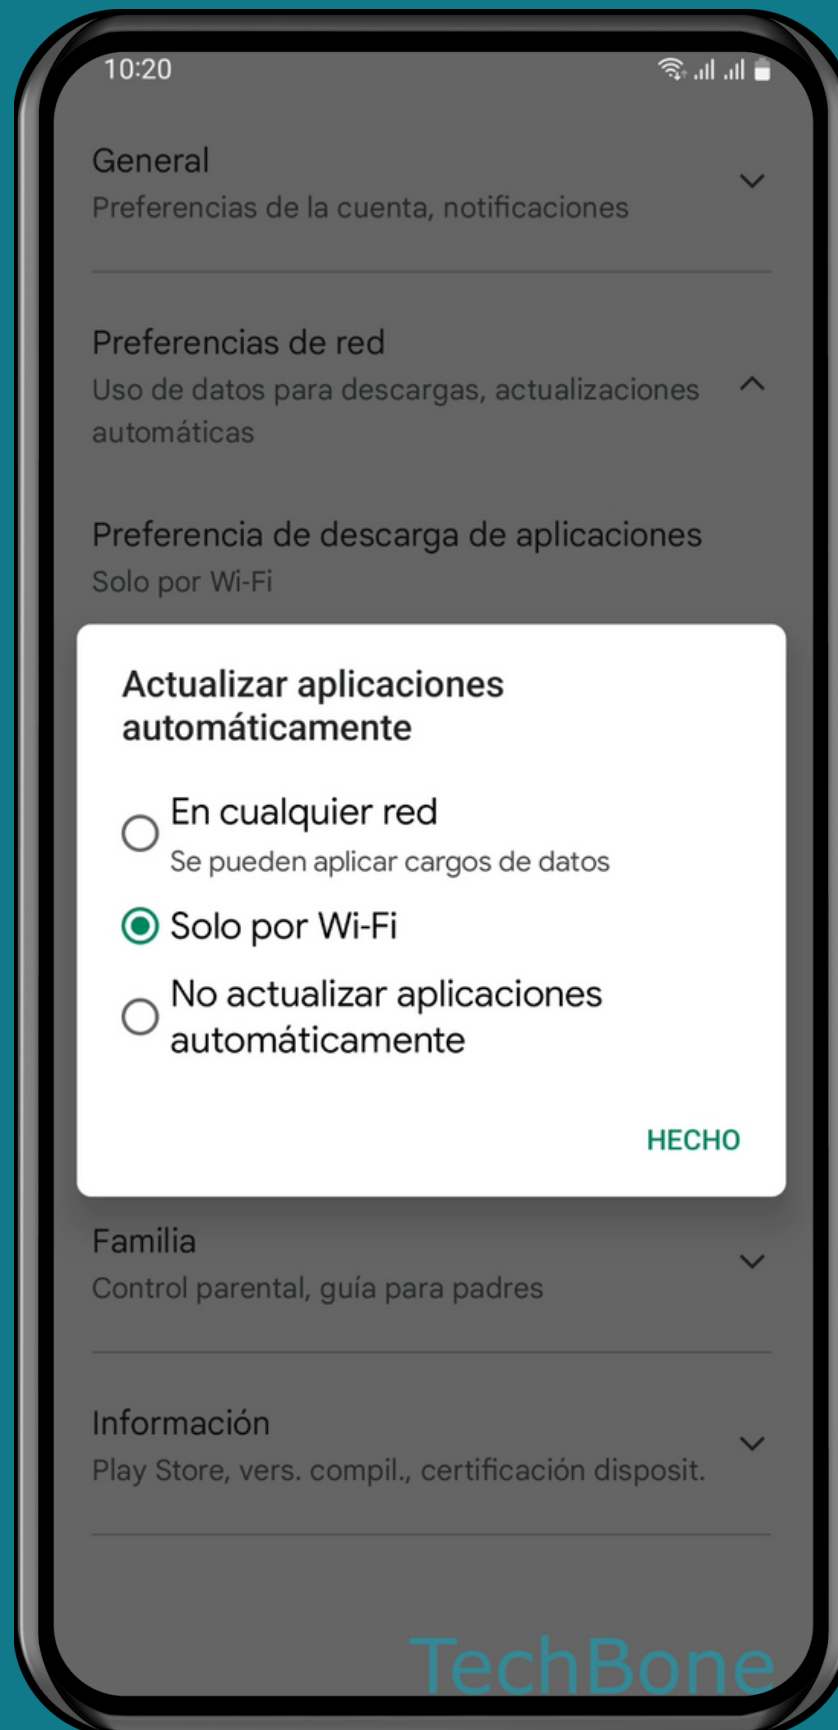 10:20
General
Preferencias de la cuenta, notificaciones
Preferencias de red
Uso de datos para descargas, actualizaciones
automáticas
Preferencia de descarga de aplicaciones
Solo por Wi-Fi
Actualizar aplicaciones
automáticamente
En cualquier red
Se pueden aplicar cargos de datos
Solo por Wi-Fi
No actualizar aplicaciones
automáticamente
HECHO
Familia
Control parental, guía para padres
Información
Play Store, vers. compil., certificación disposit.
TechBone